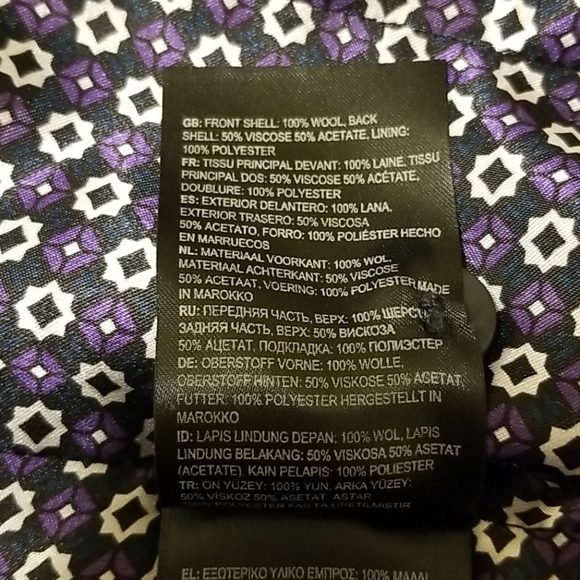 GB: FRONT SHELL: 100% WOOL, BACK
SHELL: 50% VISCOSE 50% ACETATE, LINING:
100% POLYESTER
FR: TISSU PRINCIPAL DEVANT: 100% LAINE, TISSU
PRINCIPAL DOS: 50% VISCOSE 50% ACÉTATE,
DOUBLURE: 100% POLYESTER
ES: EXTERIOR DELANTERO: 100% LANA,
EXTERIOR TRASERO: 50% VISCOSA
50% ACETATO, FORRO: 100% POLIÉSTER HECHO
EN MARRUECOS
NL: MATERIAAL VOORKANT: 100% WOL,
MATERIAAL ACHTERKANT: 50% VISCOSE
50% ACETAAT, VOERING: 100% POLYESTER MADE
IN MAROKKO
RU: ПЕРЕДНЯЯ ЧАСТЬ, ВЕРХ: 100% ШЕРСТЬ
ЗАДНЯЯ ЧАСТЬ, ВЕРХ: 50% ВИСКОЗА
50% АЦЕТАТ, ПОДКЛАДКА: 100% ПОЛИЭСТЕР
DE: OBERSTOFF VORNE: 100% WOLLE,
OBERSTOFF HINTEN: 50% VISKOSE 50% ACETAT,
FUTTER: 100% POLYESTER HERGESTELLT IN
MAROKKO
ID: LAPIS LINDUNG DEPAN: 100% WOL, LAPIS
LINDUNG BELAKANG: 50% VISKOSA 50% ASETAT
(ACETATE), KAIN PELAPIS: 100% POLIESTER
TR: ON YÜZEY: 100% YUN, ARKA YÜZEY:
50% VİSKOZ 50% ASETAT, ASTAR:
100% POLYESTER
EL: ΕΞΩΤΕΡΙΚΟ ΥΛΙΚΟ ΕΜΠΡΟΣ: 100% ΜΑΛΛΙ